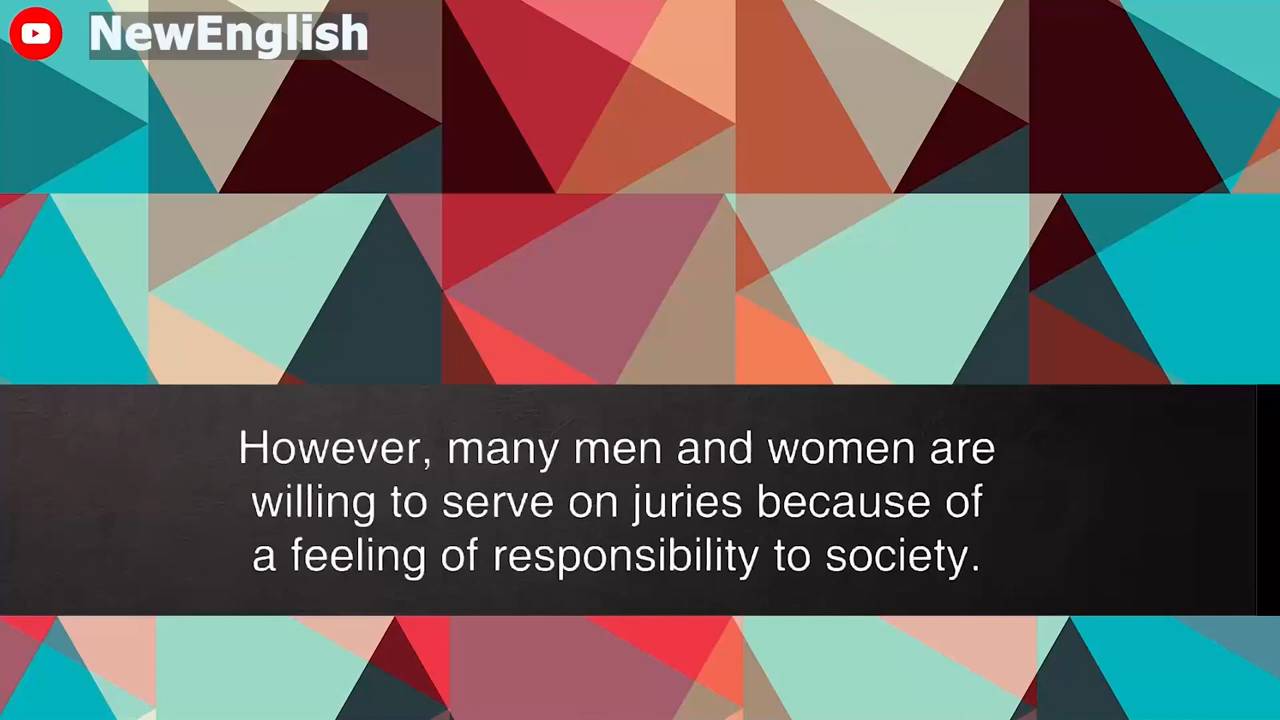 NewEnglish
However, many men and women are
willing to serve on juries because of
a feeling of responsibility to society.